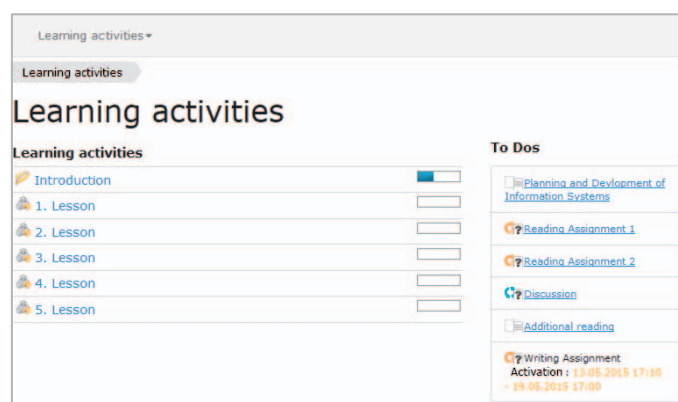 Learning activities
Learning activities
Learning activities
Learning activities
Introduction
1. Lesson
2. Lesson
3. Lesson
4. Lesson
5. Lesson
To Dos
Planning and Devlopment of
Information Systems
Reading Assignment 1
Reading Assignment 2
Discussion
Additional reading
Writing Assignment
Activation : 13.05.2015 17:10
- 19.05.2015 17:00